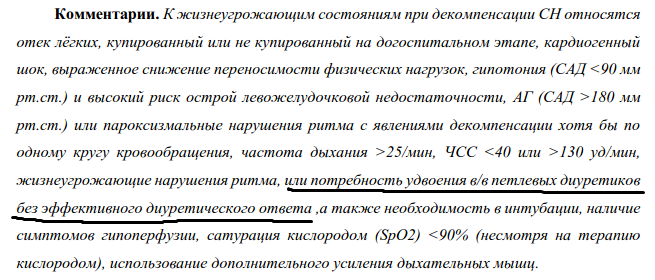 Комментарии. К жизнеугрожающим состояниям при декомпенсации СН относятся
отек лёгких, купированный или не купированный на догоспитальном этапе, кардиогенный
шок, выраженное снижение переносимости физических нагрузок, гипотония (САД <90 мм
рт.ст.) и высокий риск острой левожелудочковой недостаточности, АГ (САД >180 мм
рт.ст.) или пароксизмальные нарушения ритма с явлениями декомпенсации хотя бы по
одному кругу кровообращения, частота дыхания >25/мин, ЧСС <40 или >130 уд/мин,
жизнеугрожающие нарушения ритма, или потребность удвоения в/в петлевых диуретиков
без эффективного диуретического ответа ,а также необходимость в интубации, наличие
симптомов гипоперфузии, сатурация кислородом (SpO2) <90% (несмотря на терапию
кислородом), использование дополнительного усиления дыхательных мышц.